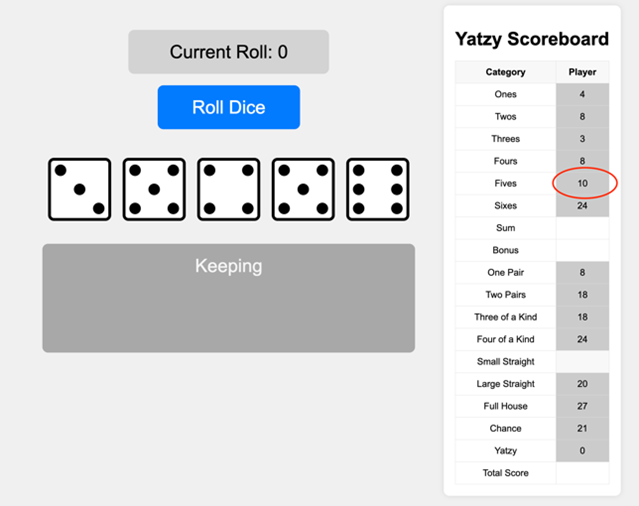 Current Roll: 0
Roll Dice
Keeping
Yatzy Scoreboard
Category Player
Ones 4
Twos 8
Threes 3
Fours 8
Fives 10
Sixes 24
Sum
Bonus
One Pair 8
Two Pairs 18
Three of a Kind 18
Four of a Kind 24
Small Straight
Large Straight 20
Full House 27
Chance 21
Yatzy 0
Total Score